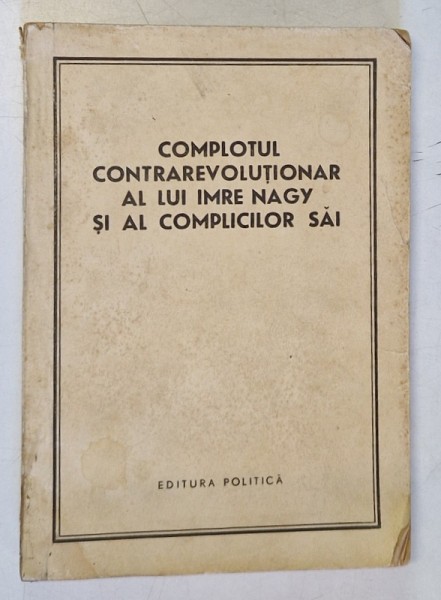 COMPLOTUL
CONTRAREVOLUȚIONAR
AL LUI IMRE NAGY
ȘI AL COMPLICILOR SĂI
EDITURA POLITICĂ